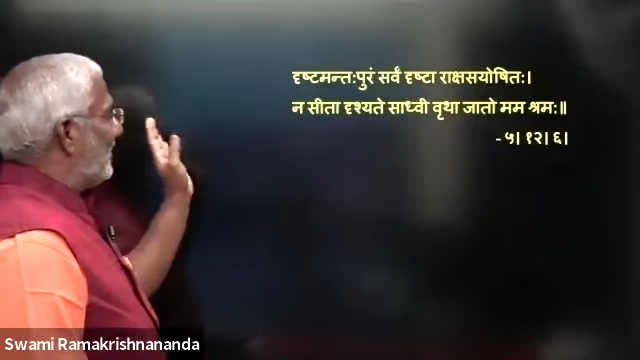 दृष्टमन्तःपुरं सर्वं दृष्टा राक्षसयोषितः।
न सीता दृश्यते साध्वी वृथा जातो मम श्रमः॥
- ५। १२। ६।
Swami Ramakrishnananda